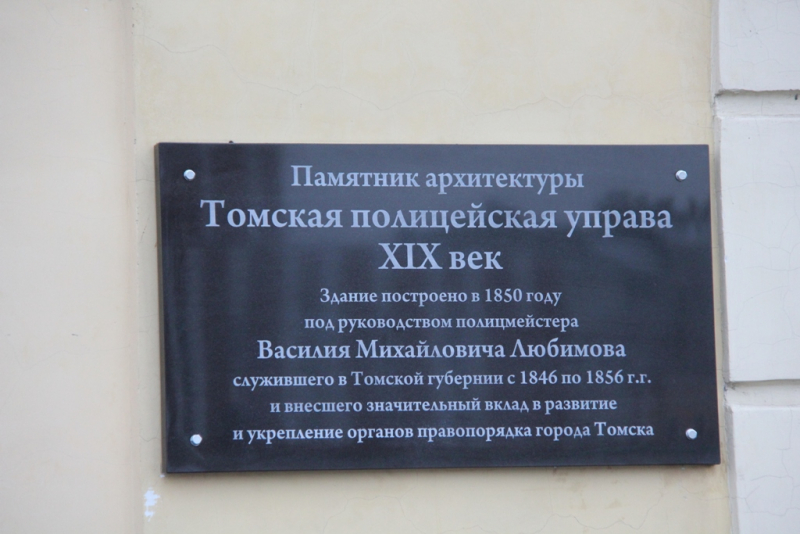 Памятник архитектуры
Томская полицейская управа
XIX век
Здание построено в 1850 году
под руководством полицмейстера
Василия Михайловича Любимова
служившего в Томской губернии с 1846 по 1856 г.г.
и внесшего значительный вклад в развитие
и укрепление органов правопорядка города Томска